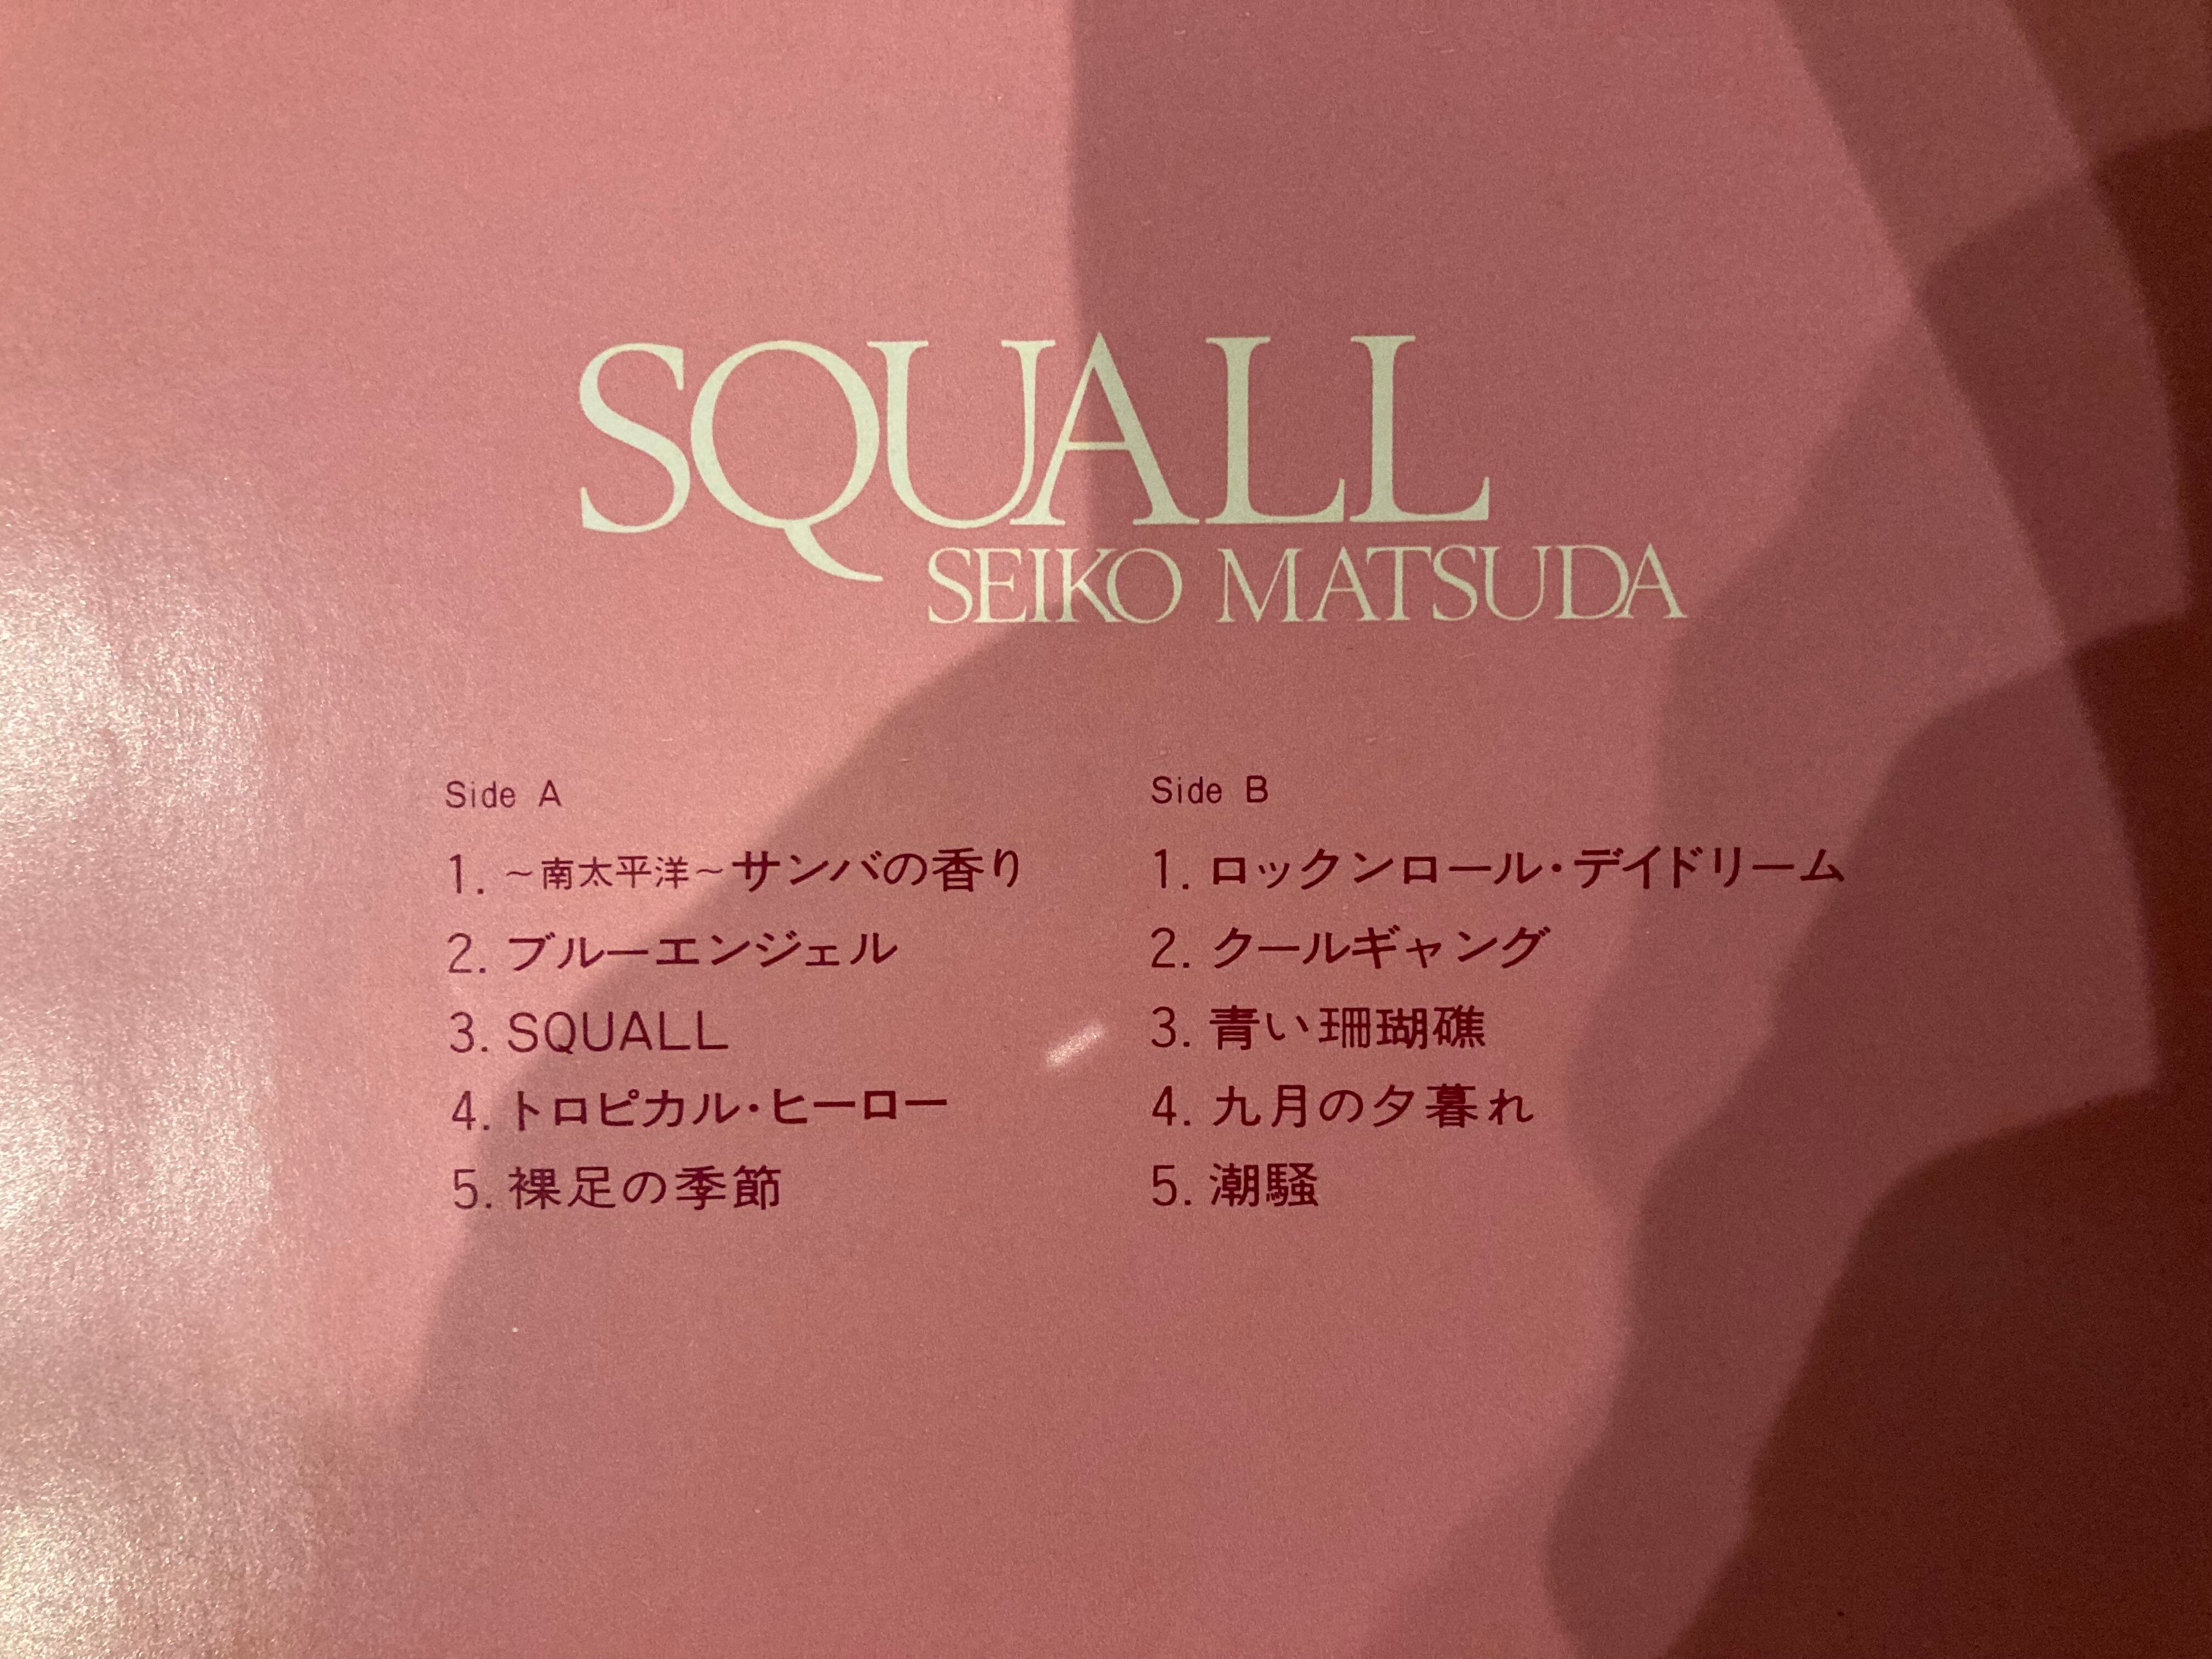 SQUALL
SEIKO MATSUDA
Side A
1. ～南太平洋～サンバの香り
2. ブルーエンジェル
3. SQUALL
4. トロピカル・ヒーロー
5. 裸足の季節
Side B
1. ロックンロール・デイドリーム
2. クールギャング
3. 青い珊瑚礁
4. 九月の夕暮れ
5. 潮騒